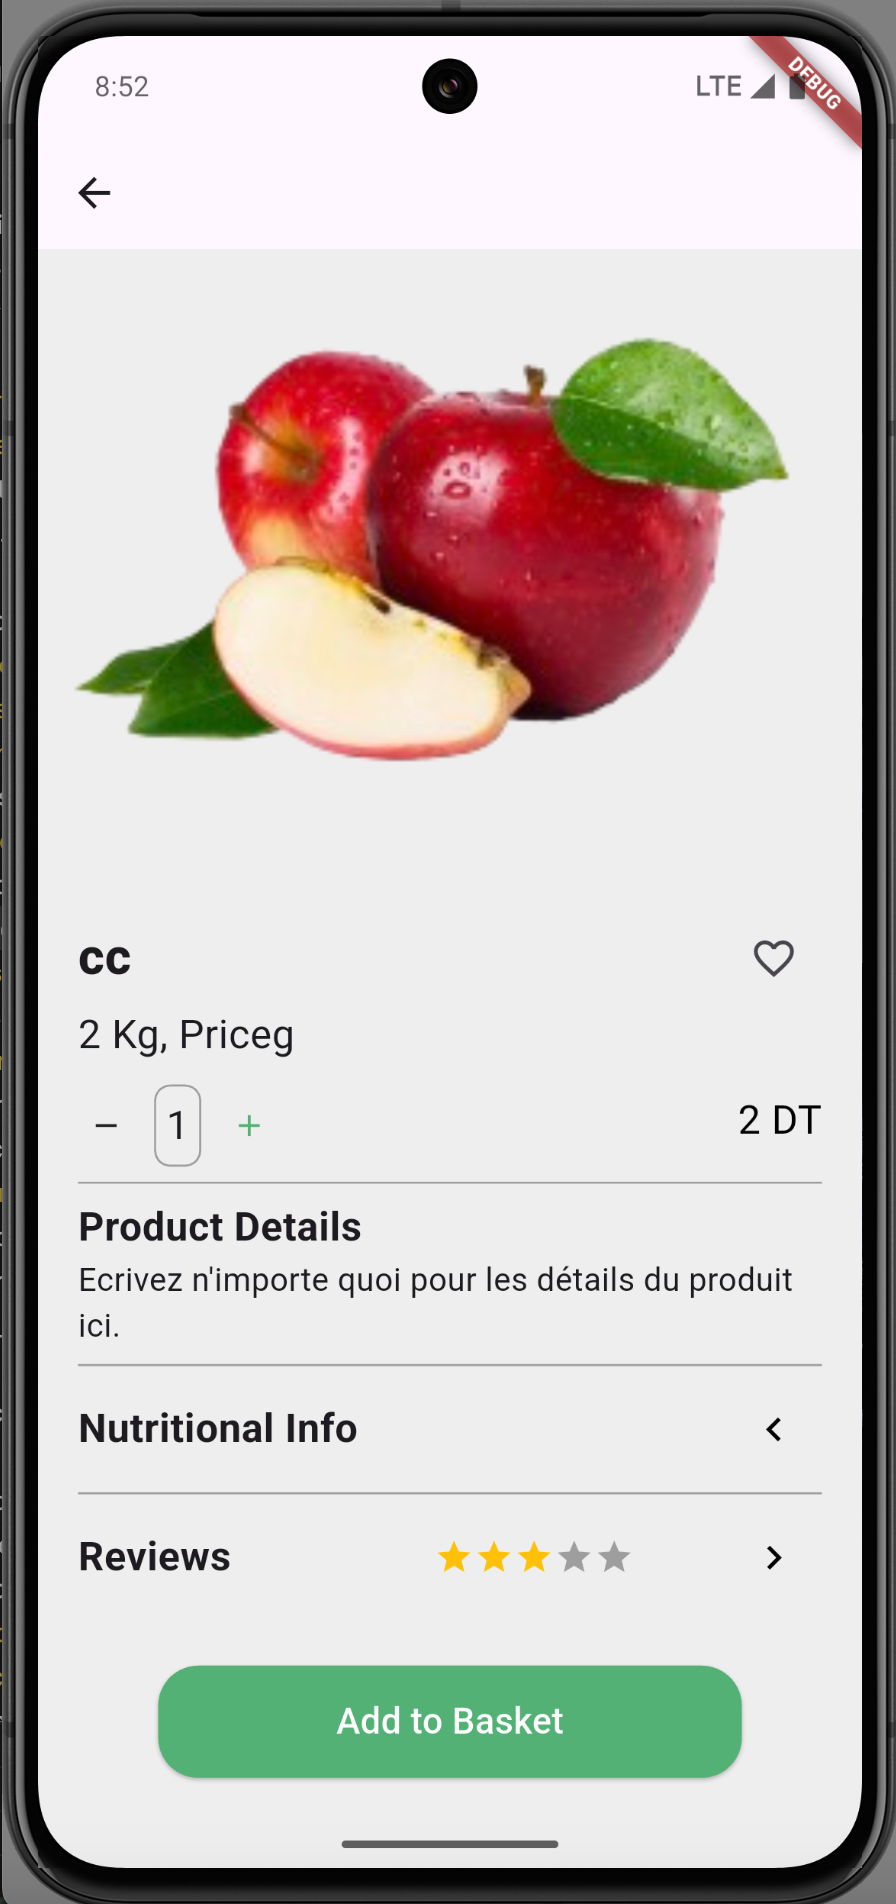 8:52
LTE
DEBUG
cc
2 Kg, Priceg
1
2 DT
Product Details
Ecrivez n'importe quoi pour les détails du produit
ici.
Nutritional Info
Reviews
Add to Basket